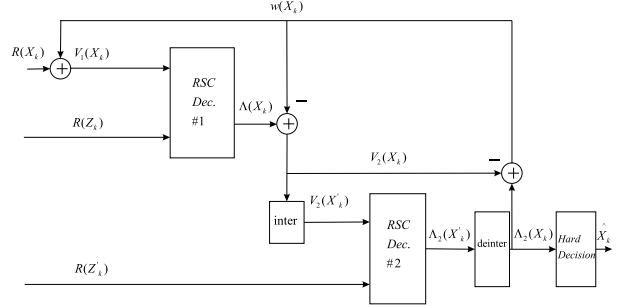 w(X_k)
R(X_k)
V_1(X_k)
RSC
Dec.
#1
Λ(X_k)
R(Z_k)
V_2(X_k)
inter
V_2(X'_k)
RSC
Dec.
#2
Λ_2(X'_k)
deinter
Λ_2(X_k)
Hard
Decision
X̂_k
R(Z'_k)